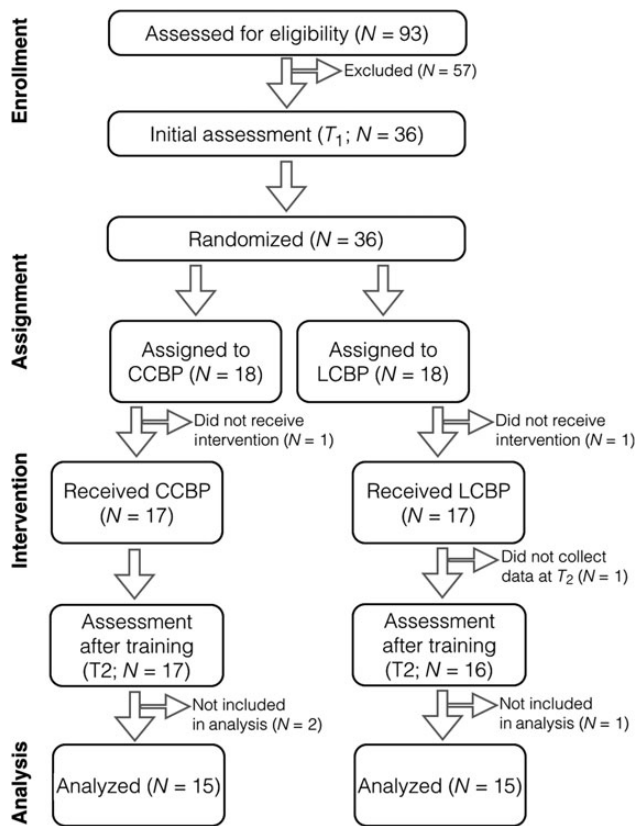 Enrollment
Assessed for eligibility (N = 93)
Excluded (N = 57)
Initial assessment (T1; N = 36)
Assignment
Randomized (N = 36)
Assigned to
CCBP (N = 18)
Assigned to
LCBP (N = 18)
Did not receive
intervention (N = 1)
Did not receive
intervention (N = 1)
Intervention
Received CCBP
(N = 17)
Received LCBP
(N = 17)
Did not collect
data at T2 (N = 1)
Assessment
after training
(T2; N = 17)
Assessment
after training
(T2; N = 16)
Not included
in analysis (N = 2)
Not included
in analysis (N = 1)
Analysis
Analyzed (N = 15)
Analyzed (N = 15)